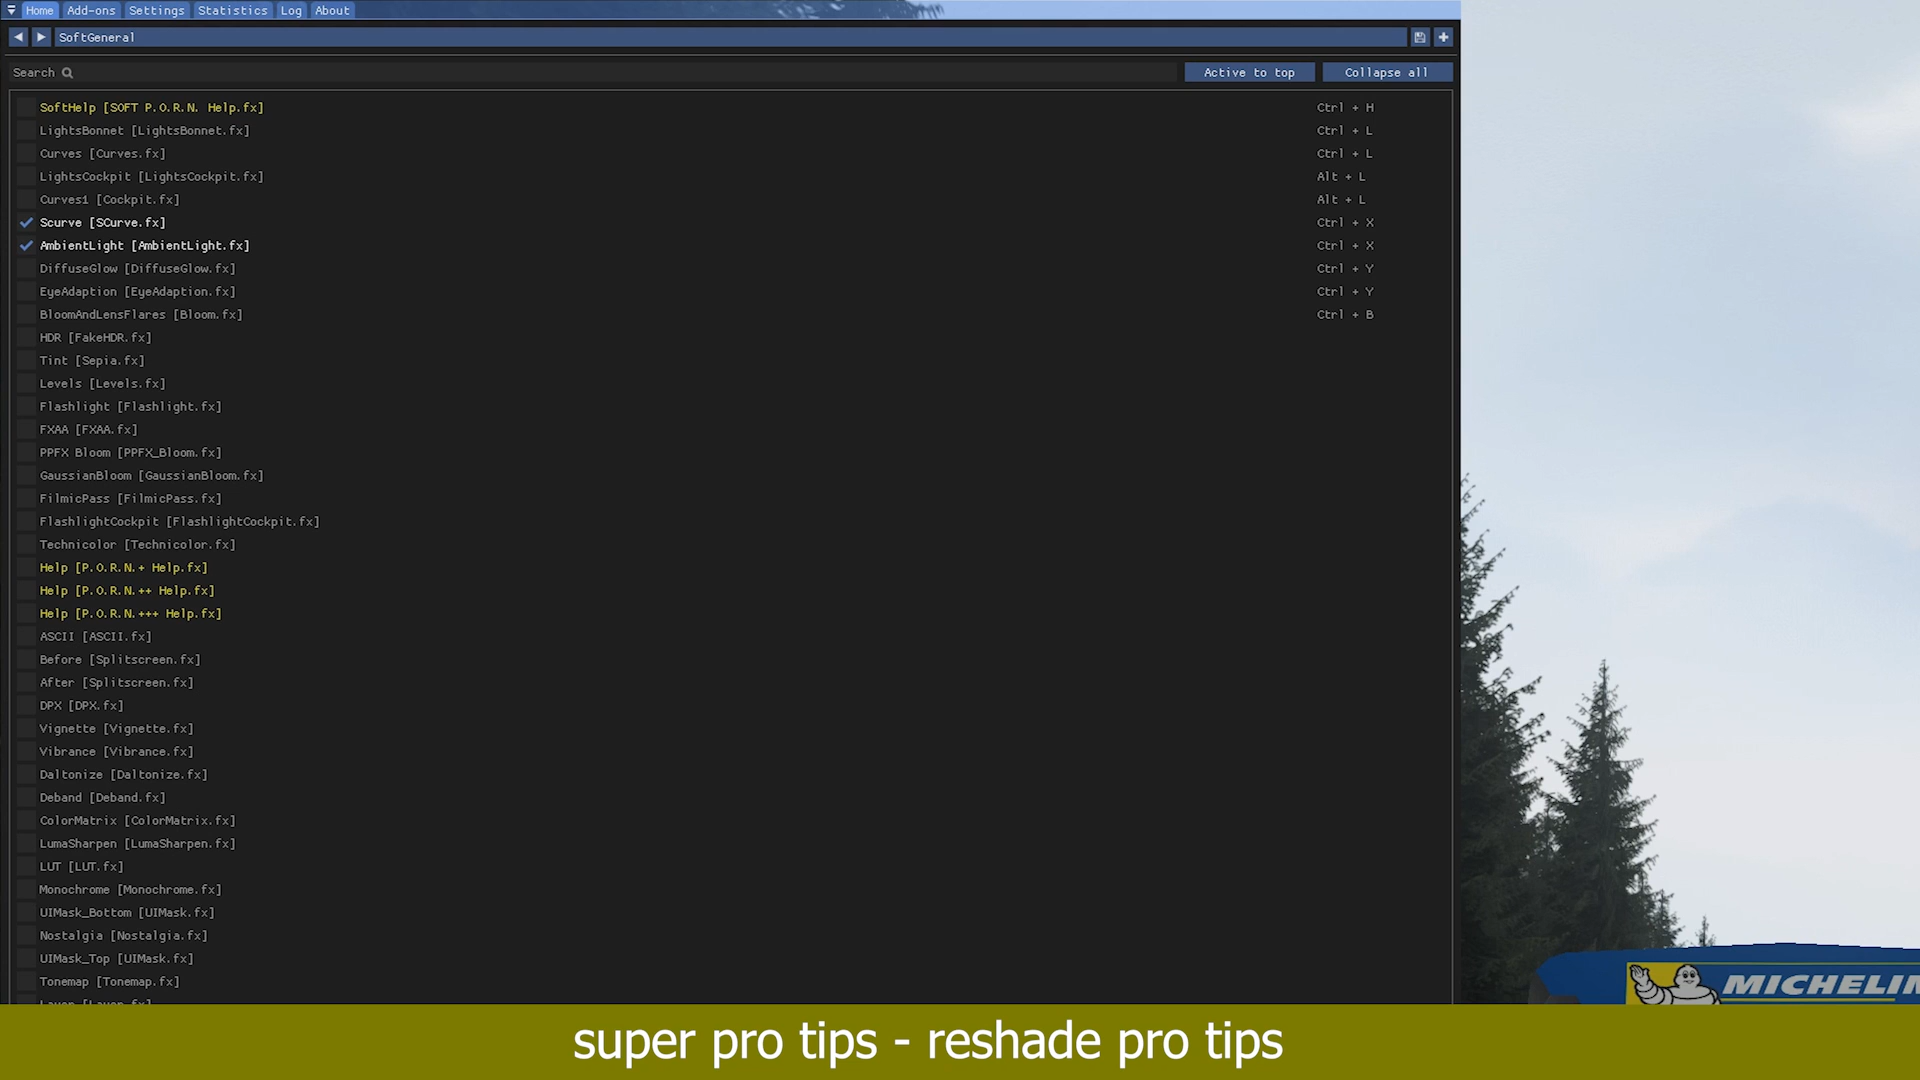 Home Add-ons Settings Statistics Log About
SoftGeneral
Search Active to top Collapse all
SoftHelp [SOFT P.O.R.N. Help.fx] Ctrl + H
LightsBonnet [LightsBonnet.fx] Ctrl + L
Curves [Curves.fx] Ctrl + L
LightsCockpit [LightsCockpit.fx] Alt + L
Curves1 [Cockpit.fx] Alt + L
Scurve [SCurve.fx] Ctrl + X
AmbientLight [AmbientLight.fx] Ctrl + X
DiffuseGlow [DiffuseGlow.fx] Ctrl + Y
EyeAdaption [EyeAdaption.fx] Ctrl + Y
BloomAndLensFlares [Bloom.fx] Ctrl + B
HDR [FakeHDR.fx]
Tint [Sepia.fx]
Levels [Levels.fx]
Flashlight [Flashlight.fx]
FXAA [FXAA.fx]
PPFX Bloom [PPFX_Bloom.fx]
GaussianBloom [GaussianBloom.fx]
FilmicPass [FilmicPass.fx]
FlashlightCockpit [FlashlightCockpit.fx]
Technicolor [Technicolor.fx]
Help [P.O.R.N.+ Help.fx]
Help [P.O.R.N.++ Help.fx]
Help [P.O.R.N.+++ Help.fx]
ASCII [ASCII.fx]
Before [Splitscreen.fx]
After [Splitscreen.fx]
DPX [DPX.fx]
Vignette [Vignette.fx]
Vibrance [Vibrance.fx]
Daltonize [Daltonize.fx]
Deband [Deband.fx]
ColorMatrix [ColorMatrix.fx]
LumaSharpen [LumaSharpen.fx]
LUT [LUT.fx]
Monochrome [Monochrome.fx]
UIMask_Bottom [UIMask.fx]
Nostalgia [Nostalgia.fx]
UIMask_Top [UIMask.fx]
Tonemap [Tonemap.fx]
MICHELIN
super pro tips - reshade pro tips